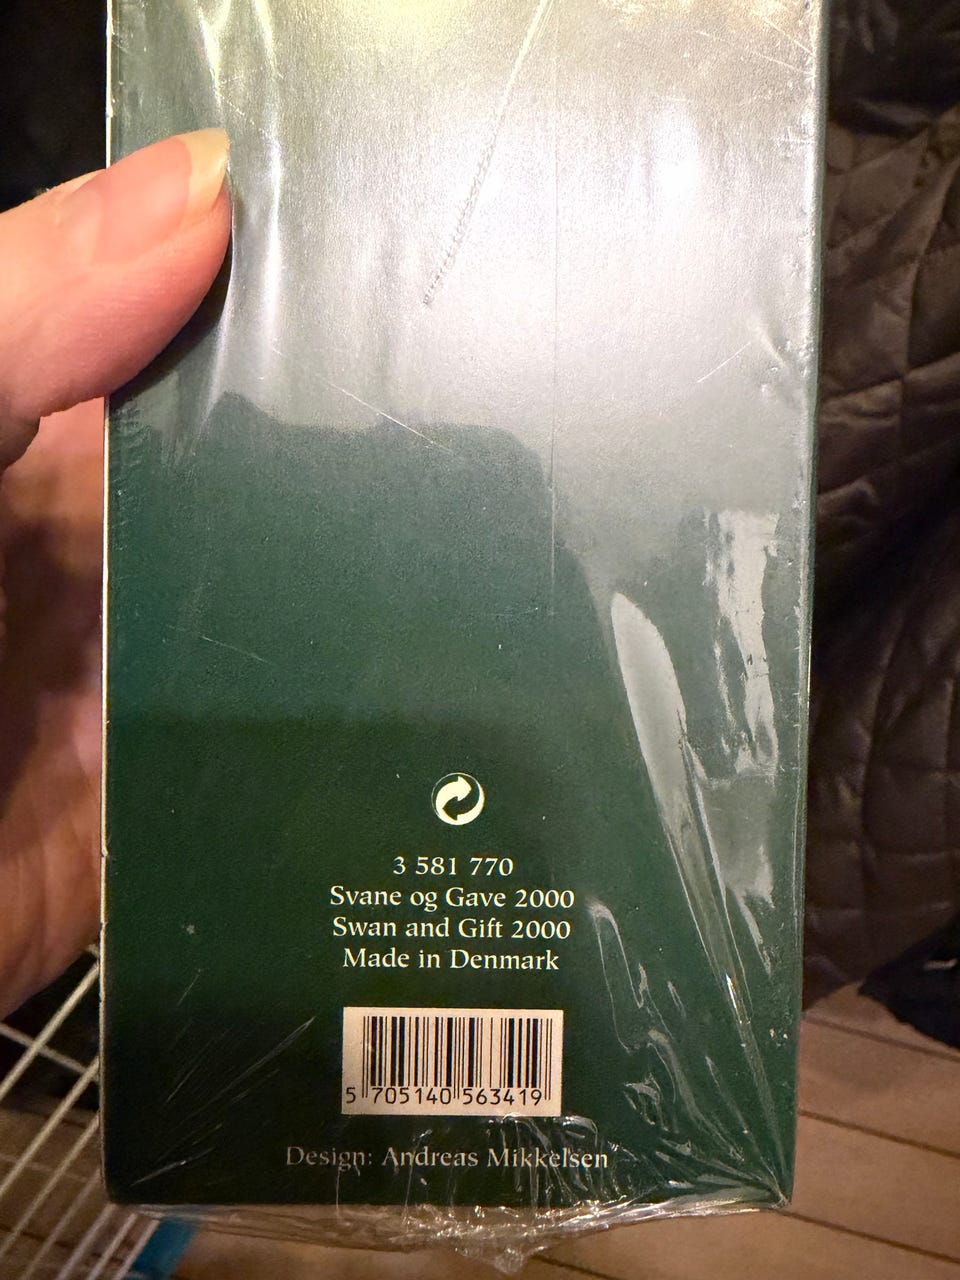 3 581 770
Svane og Gave 2000
Swan and Gift 2000
Made in Denmark
5 705140 563419
Design: Andreas Mikkelsen